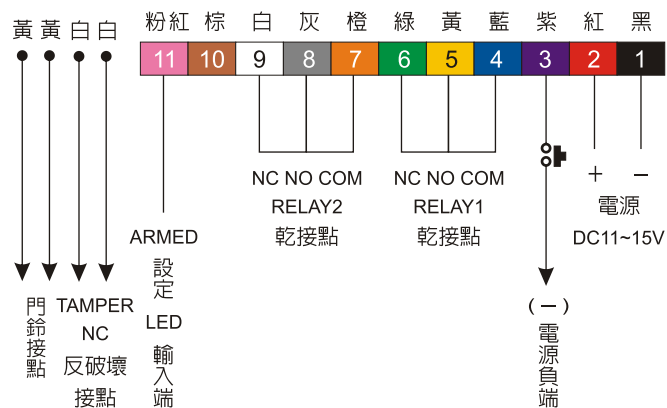 黃 黃 白 白 粉紅 棕 白 灰 橙 綠 黃 藍 紫 紅 黑
11 10 9 8 7 6 5 4 3 2 1
NC NO COM
RELAY2
乾接點
NC NO COM
RELAY1
乾接點
+ −
電源
DC11~15V
ARMED
設定
LED
輸入端
門鈴接點
TAMPER
NC
反破壞
接點
(−)
電源負端